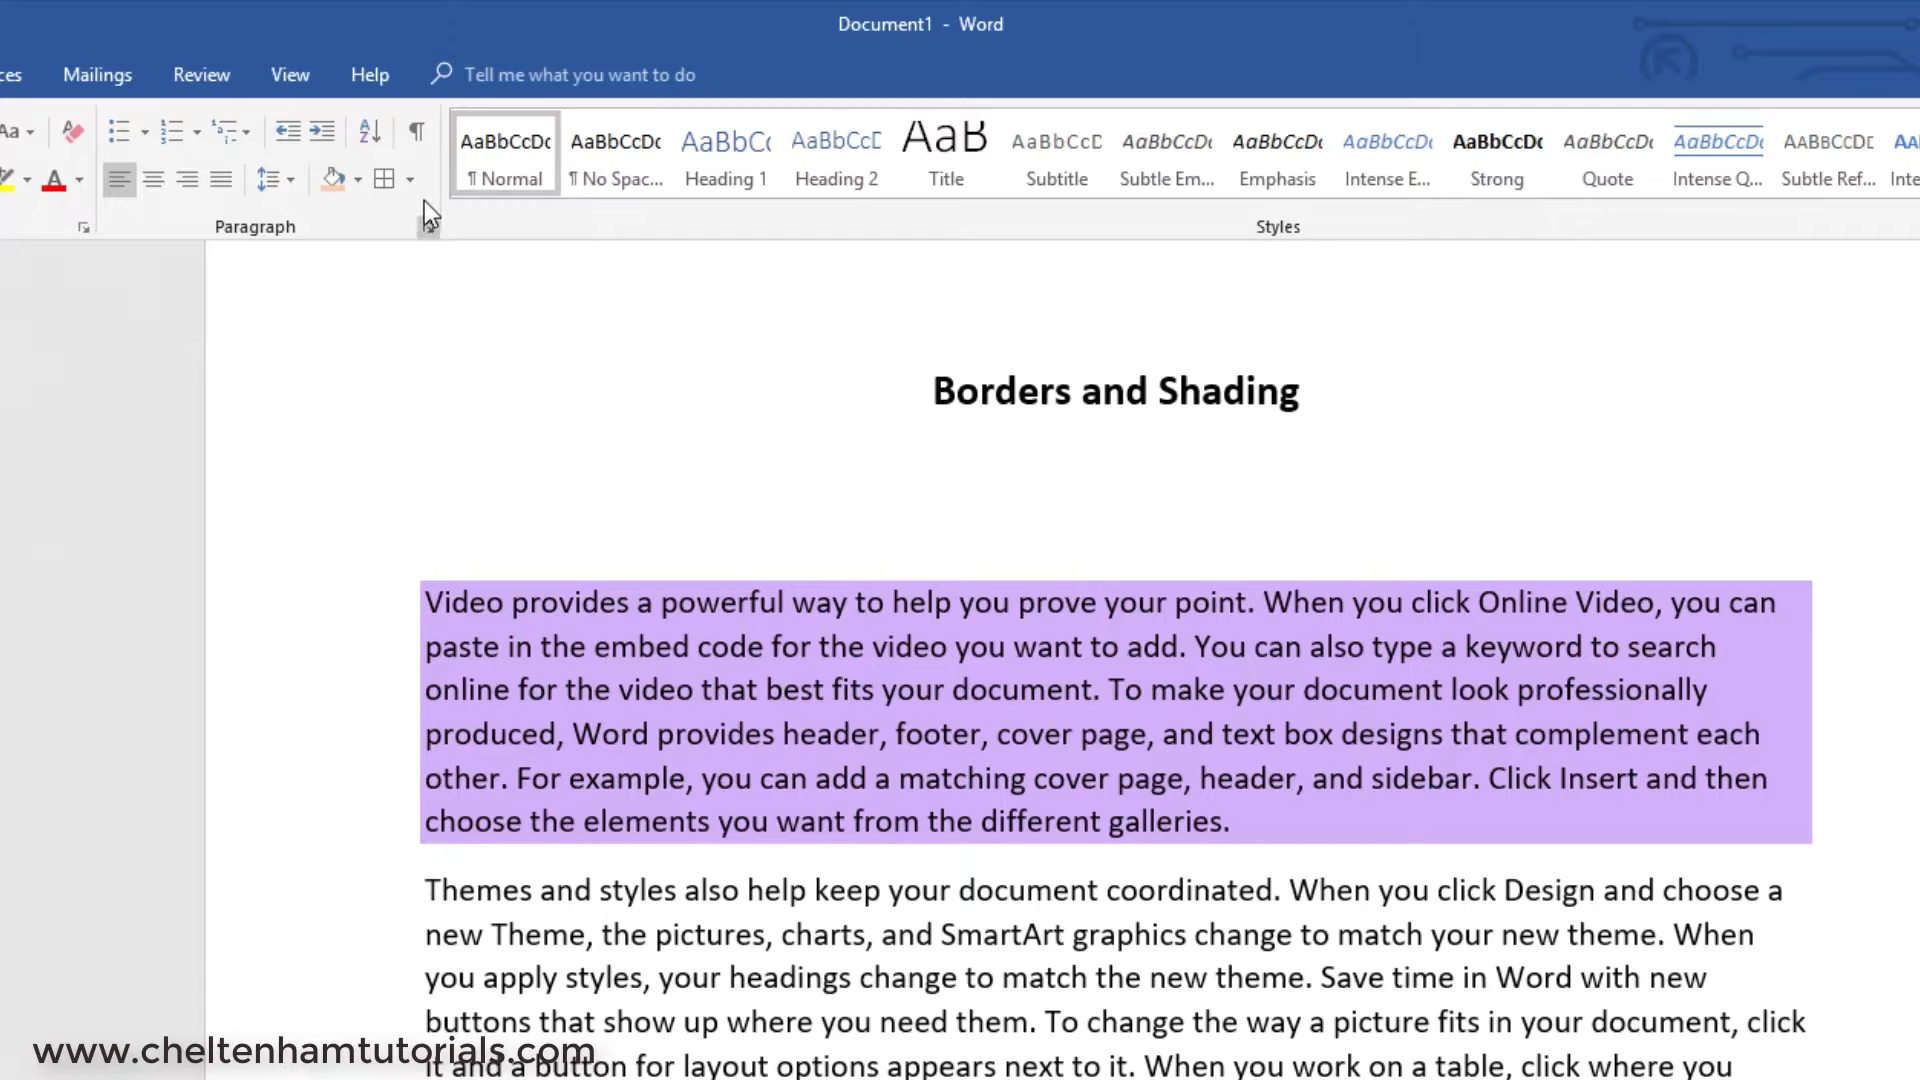 Document1 - Word
ces Mailings Review View Help Tell me what you want to do
Aa
AaBbCcDc AaBbCcDc AaBbCc AaBbCcD AaB AaBbCcD AaBbCcDc AaBbCcDc AaBbCcDc AaBbCcDc AaBbCcDc AaBbCcDc AABBCCDD AA
¶ Normal ¶ No Spac... Heading 1 Heading 2 Title Subtitle Subtle Em... Emphasis Intense E... Strong Quote Intense Q... Subtle Ref... Inte
Paragraph Styles
Borders and Shading
Video provides a powerful way to help you prove your point. When you click Online Video, you can
paste in the embed code for the video you want to add. You can also type a keyword to search
online for the video that best fits your document. To make your document look professionally
produced, Word provides header, footer, cover page, and text box designs that complement each
other. For example, you can add a matching cover page, header, and sidebar. Click Insert and then
choose the elements you want from the different galleries.
Themes and styles also help keep your document coordinated. When you click Design and choose a
new Theme, the pictures, charts, and SmartArt graphics change to match your new theme. When
you apply styles, your headings change to match the new theme. Save time in Word with new
buttons that show up where you need them. To change the way a picture fits in your document, click
it and a button for layout options appears next to it. When you work on a table, click where you
www.cheltenhamtutorials.com